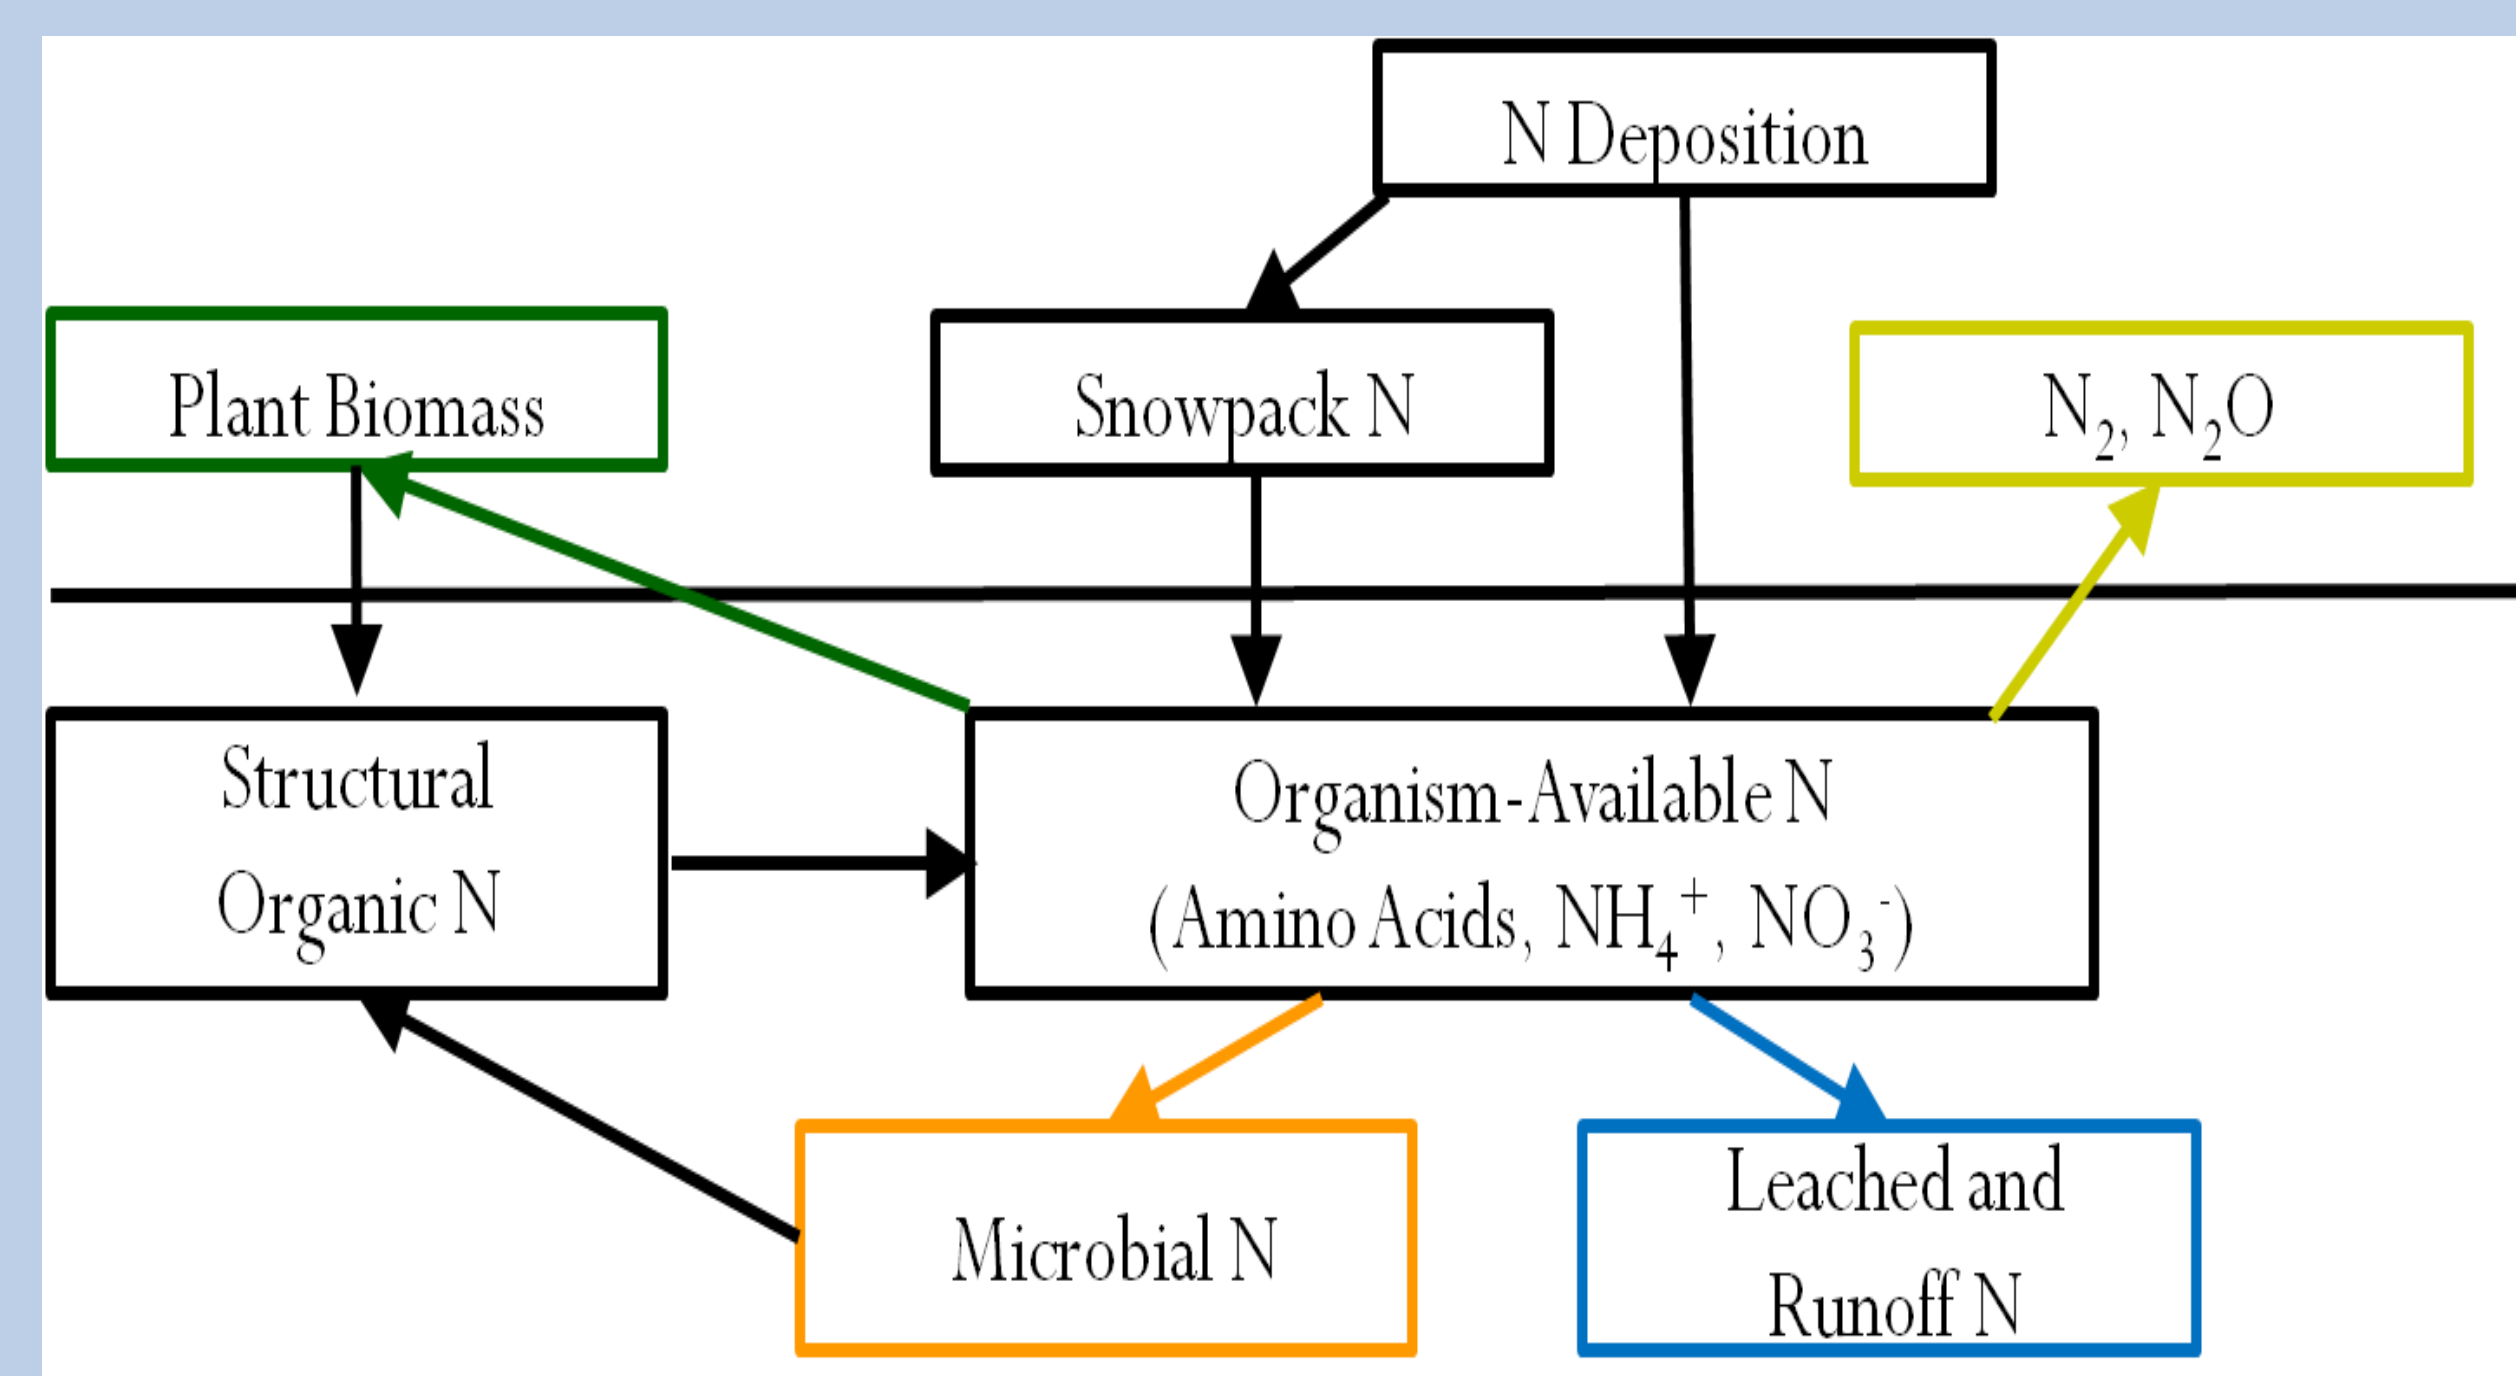 N Deposition
Plant Biomass
Snowpack N
N₂, N₂O
Structural
Organic N
Organism-Available N
(Amino Acids, NH₄⁺, NO₃⁻)
Microbial N
Leached and
Runoff N